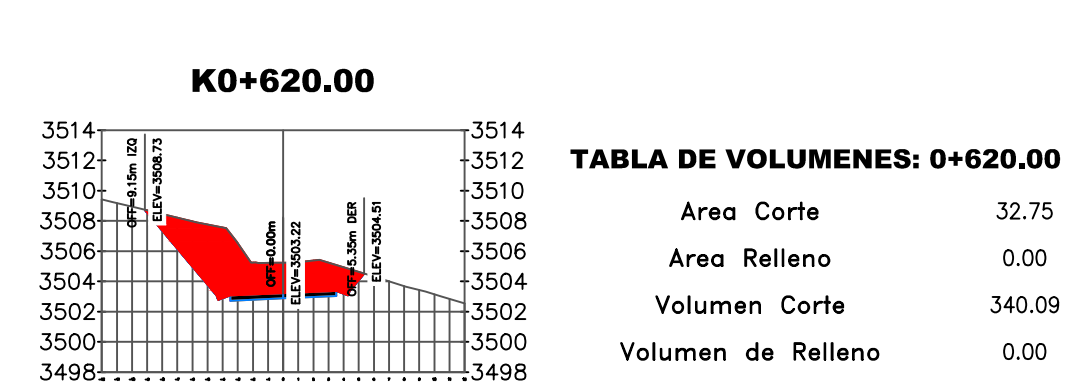 K0+620.00
3514
3512
3510
3508
3506
3504
3502
3500
3498
OFF=9.15m IZQ
ELEV=3508.73
OFF=0.00m
ELEV=3503.22
OFF=5.35m DER
ELEV=3504.51
3514
3512
3510
3508
3506
3504
3502
3500
3498
TABLA DE VOLUMENES: 0+620.00
Area Corte 32.75
Area Relleno 0.00
Volumen Corte 340.09
Volumen de Relleno 0.00